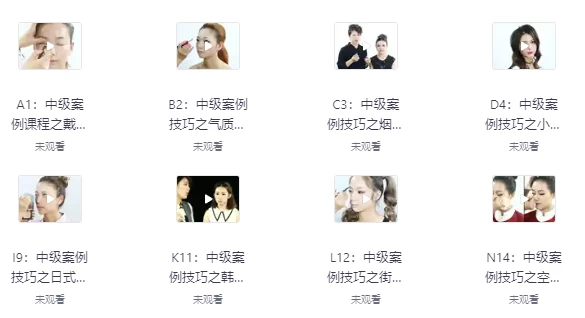 A1：中级案
例课程之戴...
未观看
B2：中级案例
技巧之气质...
未观看
C3：中级案
例技巧之烟...
未观看
D4：中级案
例技巧之小...
未观看
I9：中级案例
技巧之日式...
未观看
K11：中级案
例技巧之韩...
未观看
L12：中级案
例技巧之街...
未观看
N14：中级案
例技巧之空...
未观看